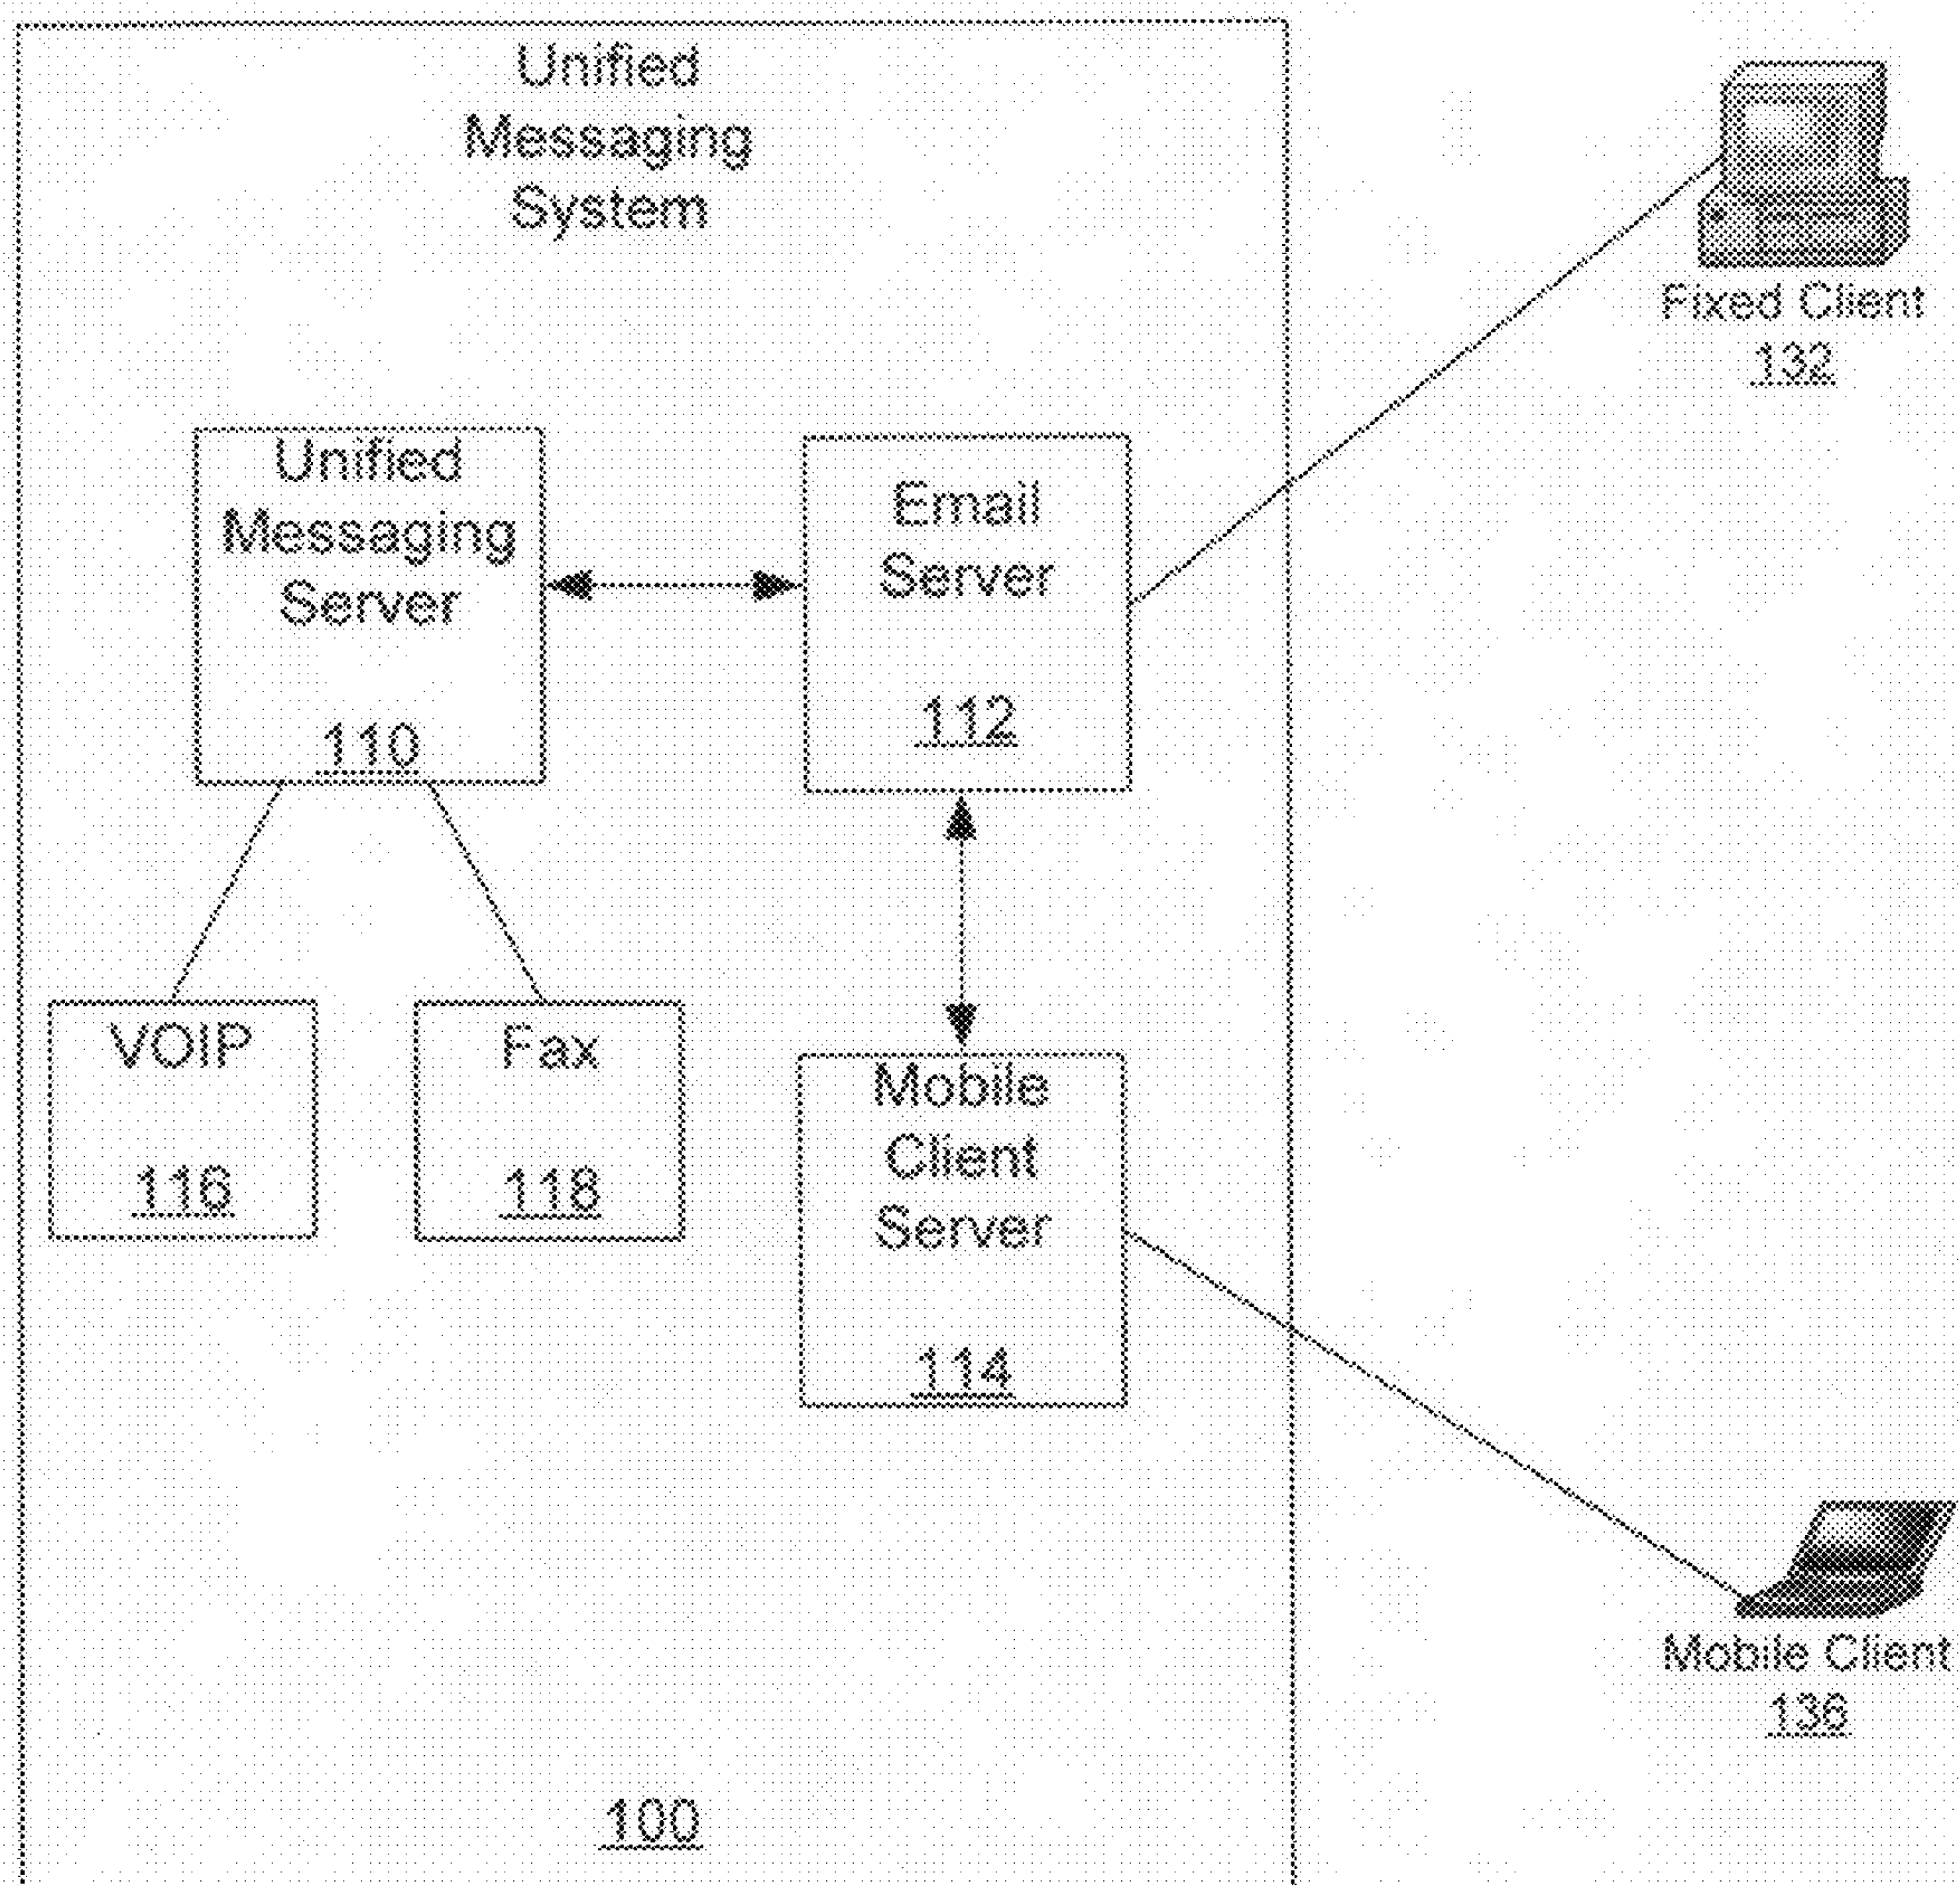 Unified
Messaging
System
Fixed Client
132
Unified
Messaging
Server
110
Email
Server
112
VOIP
116
Fax
118
Mobile
Client
Server
114
Mobile Client
136
100